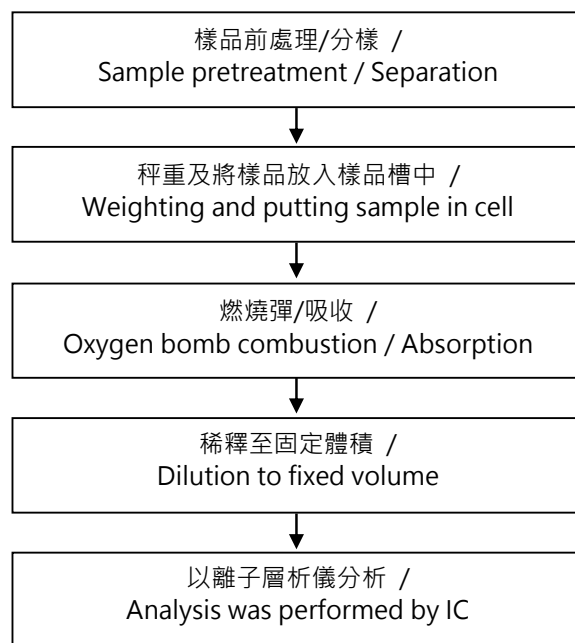 樣品前處理/分樣 /
Sample pretreatment / Separation
秤重及將樣品放入樣品槽中 /
Weighting and putting sample in cell
燃燒彈/吸收 /
Oxygen bomb combustion / Absorption
稀釋至固定體積 /
Dilution to fixed volume
以離子層析儀分析 /
Analysis was performed by IC